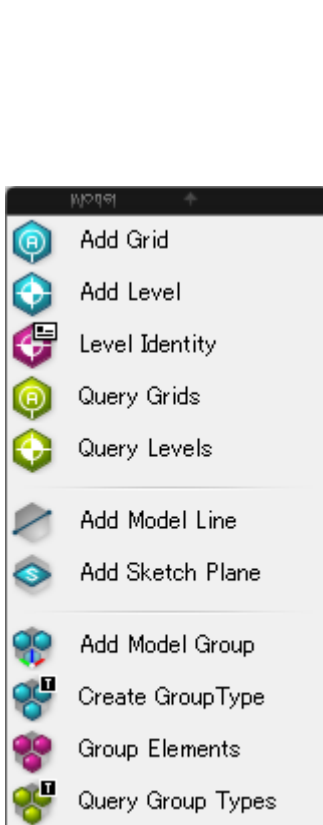 Model
Add Grid
Add Level
Level Identity
Query Grids
Query Levels
Add Model Line
Add Sketch Plane
Add Model Group
Create GroupType
Group Elements
Query Group Types